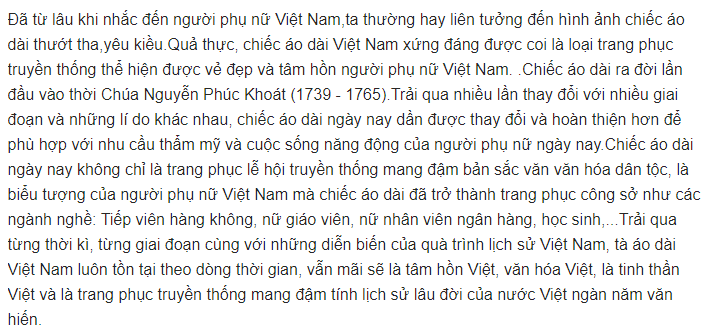 Đã từ lâu khi nhắc đến người phụ nữ Việt Nam,ta thường hay liên tưởng đến hình ảnh chiếc áo
dài thướt tha,yêu kiều.Quả thực, chiếc áo dài Việt Nam xứng đáng được coi là loại trang phục
truyền thống thể hiện được vẻ đẹp và tâm hồn người phụ nữ Việt Nam. .Chiếc áo dài ra đời lần
đầu vào thời Chúa Nguyễn Phúc Khoát (1739 - 1765).Trải qua nhiều lần thay đổi với nhiều giai
đoạn và những lí do khác nhau, chiếc áo dài ngày nay dần được thay đổi và hoàn thiện hơn để
phù hợp với nhu cầu thẩm mỹ và cuộc sống năng động của người phụ nữ ngày nay.Chiếc áo dài
ngày nay không chỉ là trang phục lễ hội truyền thống mang đậm bản sắc văn văn hóa dân tộc, là
biểu tượng của người phụ nữ Việt Nam mà chiếc áo dài đã trở thành trang phục công sở như các
ngành nghề: Tiếp viên hàng không, nữ giáo viên, nữ nhân viên ngân hàng, học sinh,...Trải qua
từng thời kì, từng giai đoạn cùng với những diễn biến của quà trình lịch sử Việt Nam, tà áo dài
Việt Nam luôn tồn tại theo dòng thời gian, vẫn mãi sẽ là tâm hồn Việt, văn hóa Việt, là tinh thần
Việt và là trang phục truyền thống mang đậm tính lịch sử lâu đời của nước Việt ngàn năm văn
hiến.